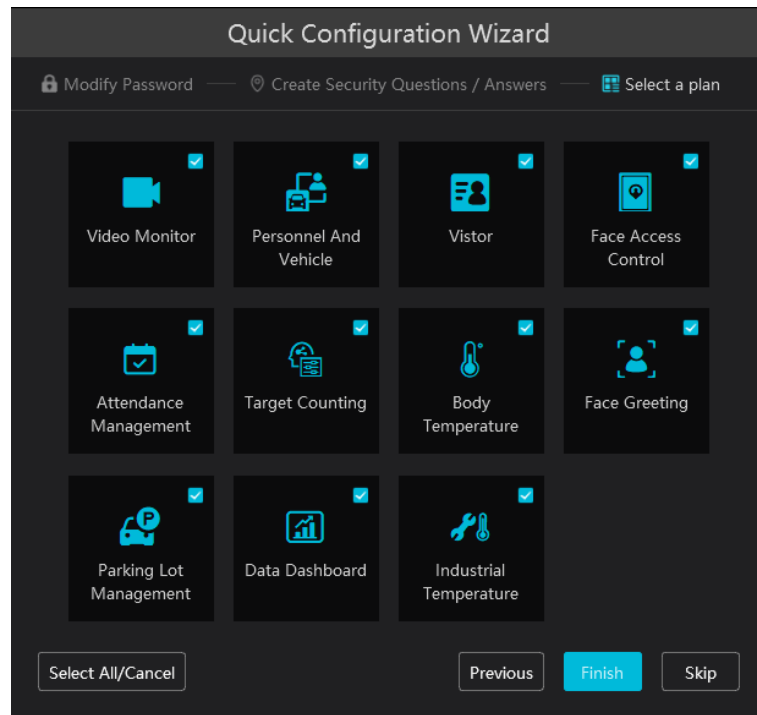 Quick Configuration Wizard
Modify Password
Create Security Questions / Answers
Select a plan
Video Monitor
Personnel And
Vehicle
Vistor
Face Access
Control
Attendance
Management
Target Counting
Body
Temperature
Face Greeting
P
Parking Lot
Management
Data Dashboard
Industrial
Temperature
Select All/Cancel
Previous
Finish
Skip